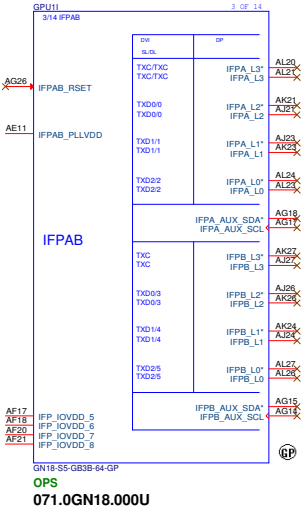 GPU1I
3 OF 14
3/14 IFPAB
DVI
DP
SL/DL
TXC/TXC
TXC/TXC
IFPA_L3*
IFPA_L3
AL20
AL21
AG26
IFPAB_RSET
TXD0/0
TXD0/0
IFPA_L2*
IFPA_L2
AK21
AJ21
AE11
IFPAB_PLLVDD
TXD1/1
TXD1/1
IFPA_L1*
IFPA_L1
AJ23
AK23
TXD2/2
TXD2/2
IFPA_L0*
IFPA_L0
AL24
AL23
IFPA_AUX_SDA*
IFPA_AUX_SCL
AG18
AG17
IFPAB
TXC
TXC
IFPB_L3*
IFPB_L3
AK27
AJ27
TXD0/3
TXD0/3
IFPB_L2*
IFPB_L2
AJ26
AK26
TXD1/4
TXD1/4
IFPB_L1*
IFPB_L1
AK24
AJ24
TXD2/5
TXD2/5
IFPB_L0*
IFPB_L0
AL27
AL26
IFPB_AUX_SDA*
IFPB_AUX_SCL
AG15
AG14
AF17
AF18
AF20
AF21
IFP_IOVDD_5
IFP_IOVDD_6
IFP_IOVDD_7
IFP_IOVDD_8
GP
GN18-S5-GB3B-64-GP
OPS
071.0GN18.000U